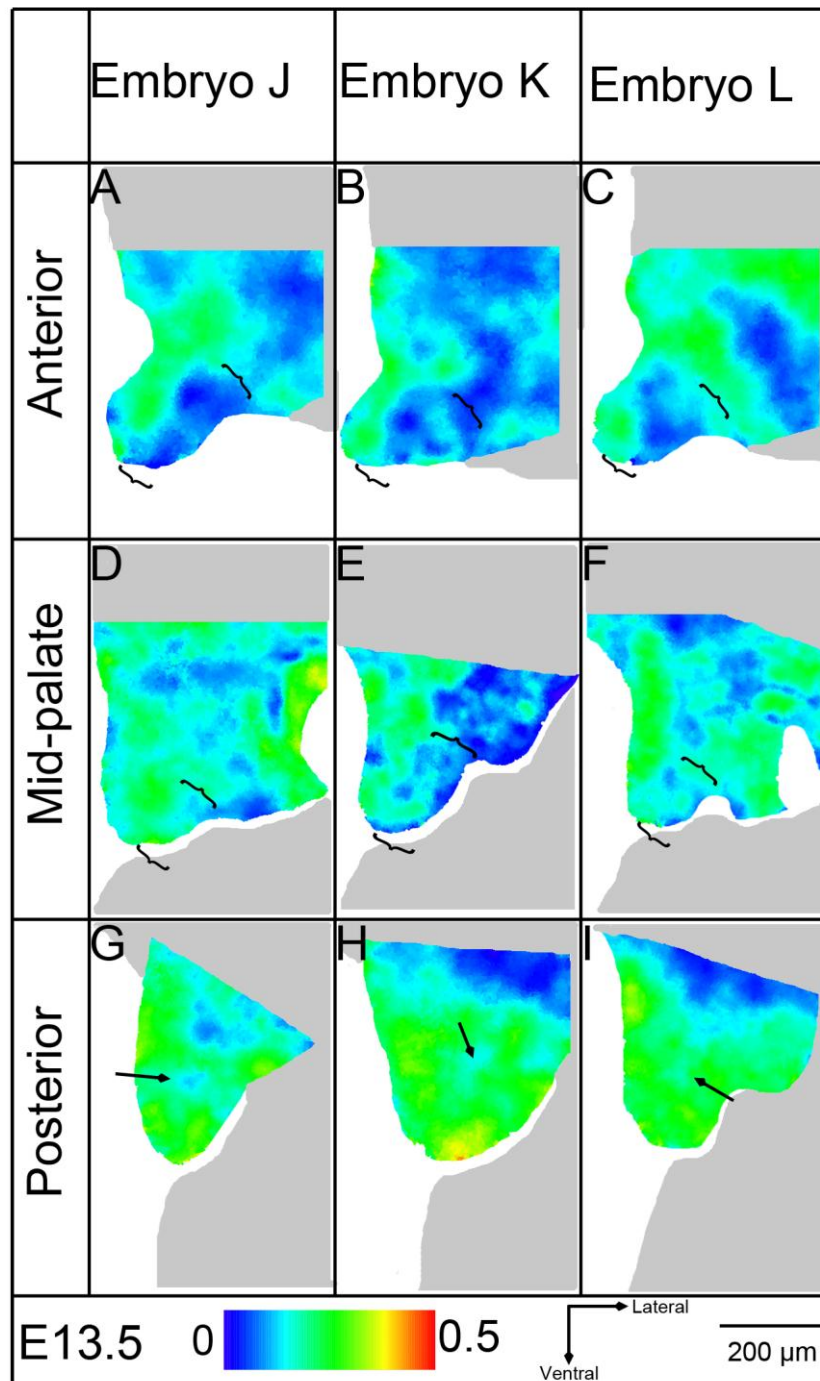 Embryo J Embryo K Embryo L
Anterior
A B C
Mid-palate
D E F
Posterior
G H I
E13.5 0 0.5 Lateral
Ventral
200 µm